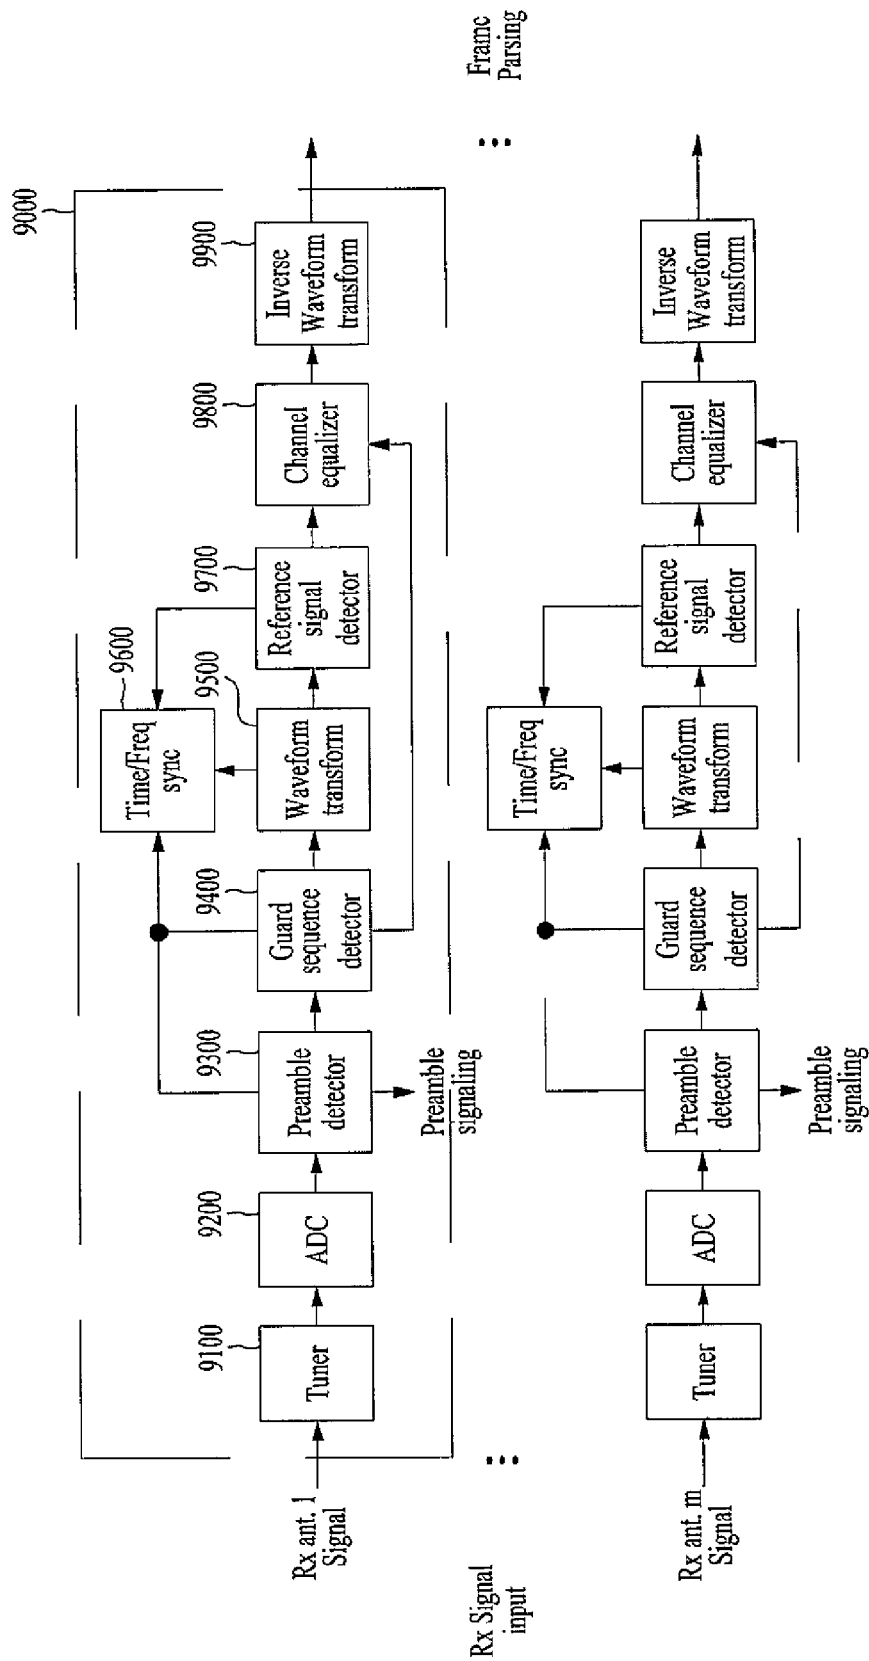 9000
9600
9100
9200
9300
9400
9500
9700
9800
9900
Time/Freq
sync
Rx ant. 1
Signal
Tuner
ADC
Preamble
detector
Guard
sequence
detector
Waveform
transform
Reference
signal
detector
Channel
equalizer
Inverse
Waveform
transform
Preamble
signaling
Rx Signal
input
Frame
Parsing
Time/Freq
sync
Rx ant. m
Signal
Tuner
ADC
Preamble
detector
Guard
sequence
detector
Waveform
transform
Reference
signal
detector
Channel
equalizer
Inverse
Waveform
transform
Preamble
signaling